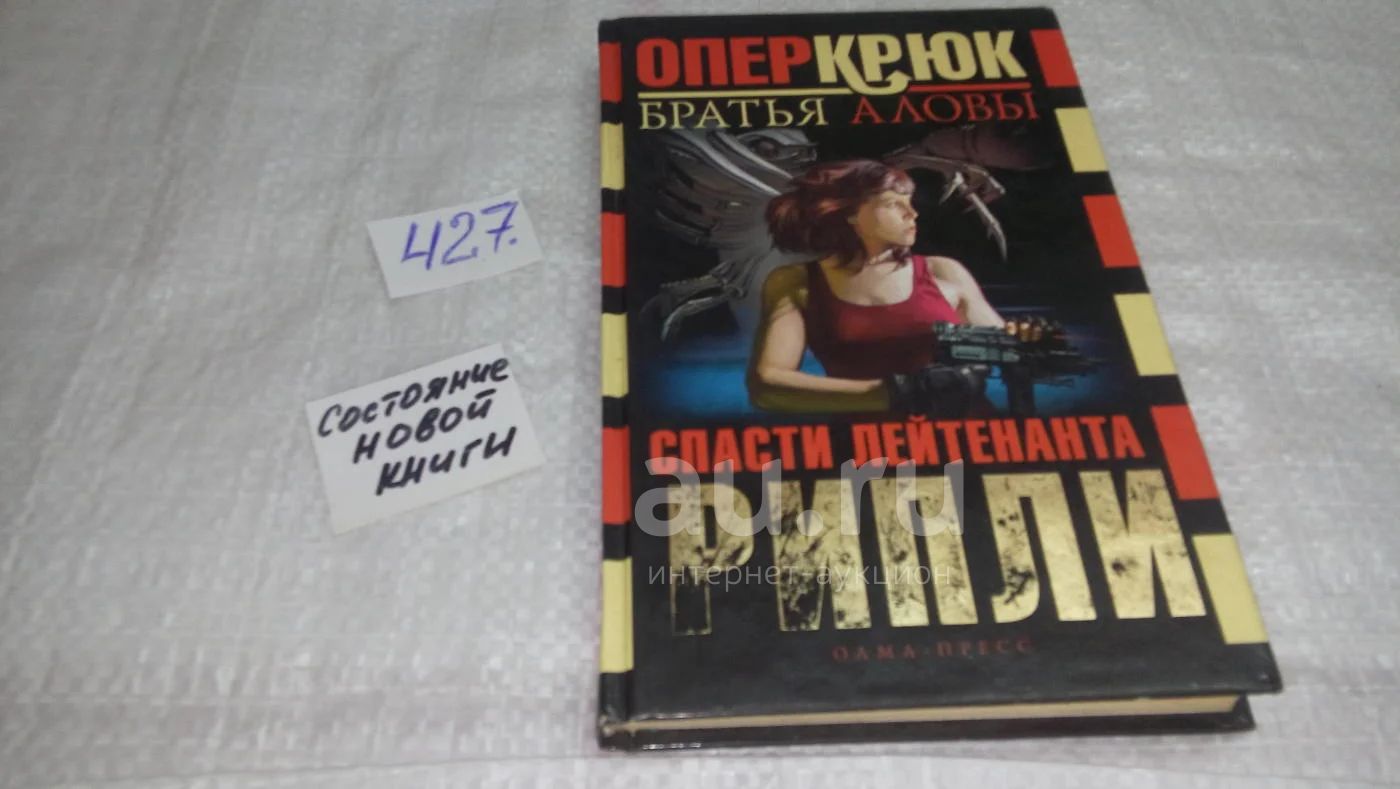 ОПЕРКРЮК
БРАТЬЯ АЛОВЫ
427.
СОСТОЯНИЕ
НОВОЙ
КНИГИ
СПАСТИ ЛЕЙТЕНАНТА
РИПЛИ
ОЛМА-ПРЕСС
au.ru
интернет-аукцион